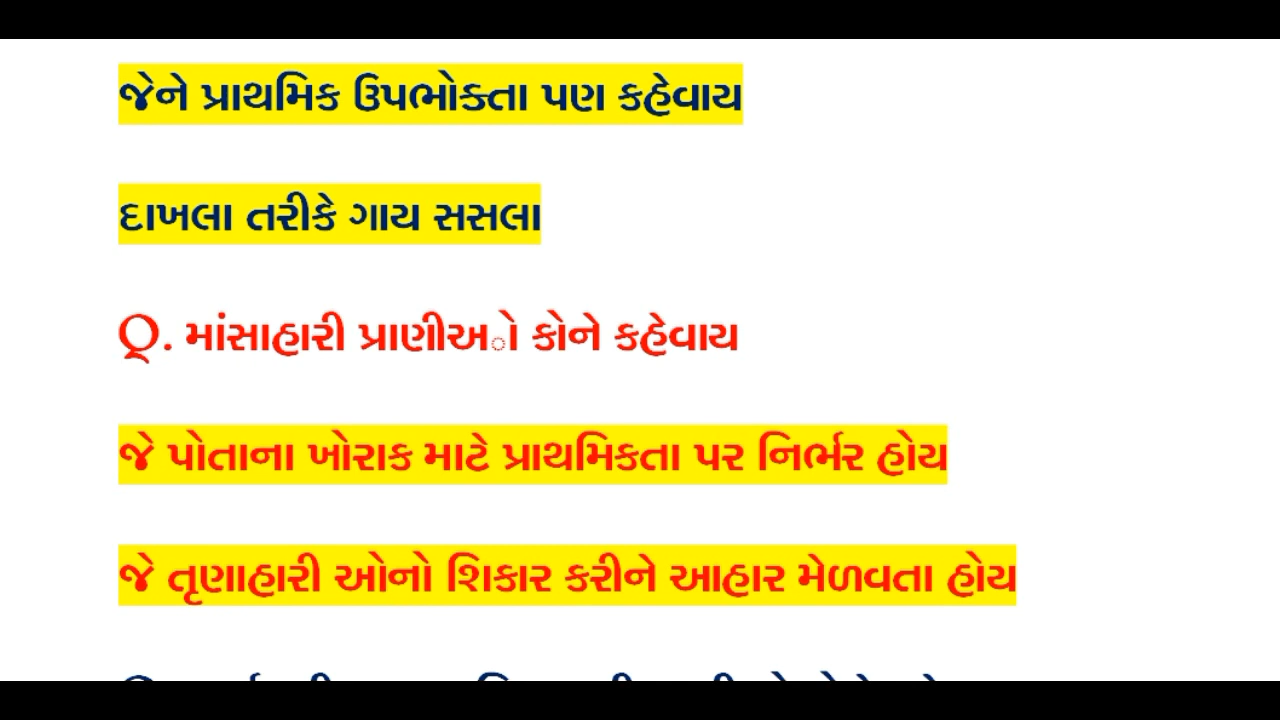 જેને પ્રાથમિક ઉપભોક્તા પણ કહેવાય
દાખલા તરીકે ગાય સસલા
Q. માંસાહારી પ્રાણીઅો કોને કહેવાય
જે પોતાના ખોરાક માટે પ્રાથમિકતા પર નિર્ભર હોય
જે તૃણાહારી ઓનો શિકાર કરીને આહાર મેળવતા હોય